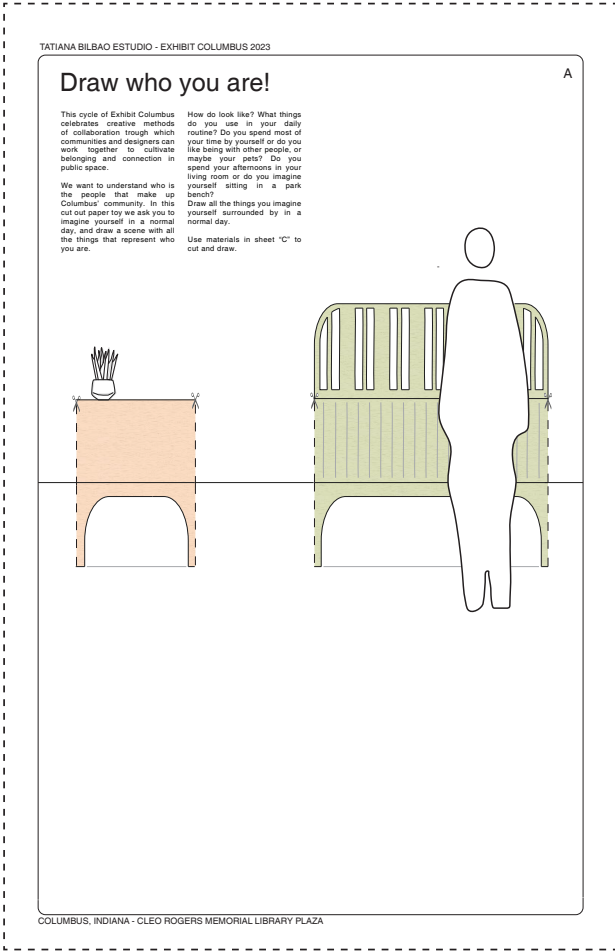 TATIANA BILBAO ESTUDIO - EXHIBIT COLUMBUS 2023
Draw who you are!
A
This cycle of Exhibit Columbus
celebrates creative methods
of collaboration trough which
communities and designers can
work together to cultivate
belonging and connection in
public space.
We want to understand who is
the people that make up
Columbus' community. In this
cut out paper toy we ask you to
imagine yourself in a normal
day, and draw a scene with all
the things that represent who
you are.
How do look like? What things
do you use in your daily
routine? Do you spend most of
your time by yourself or do you
like being with other people, or
maybe your pets? Do you
spend your afternoons in your
living room or do you imagine
yourself sitting in a park
bench?
Draw all the things you imagine
yourself surrounded by in a
normal day.
Use materials in sheet “C” to
cut and draw.
COLUMBUS, INDIANA - CLEO ROGERS MEMORIAL LIBRARY PLAZA